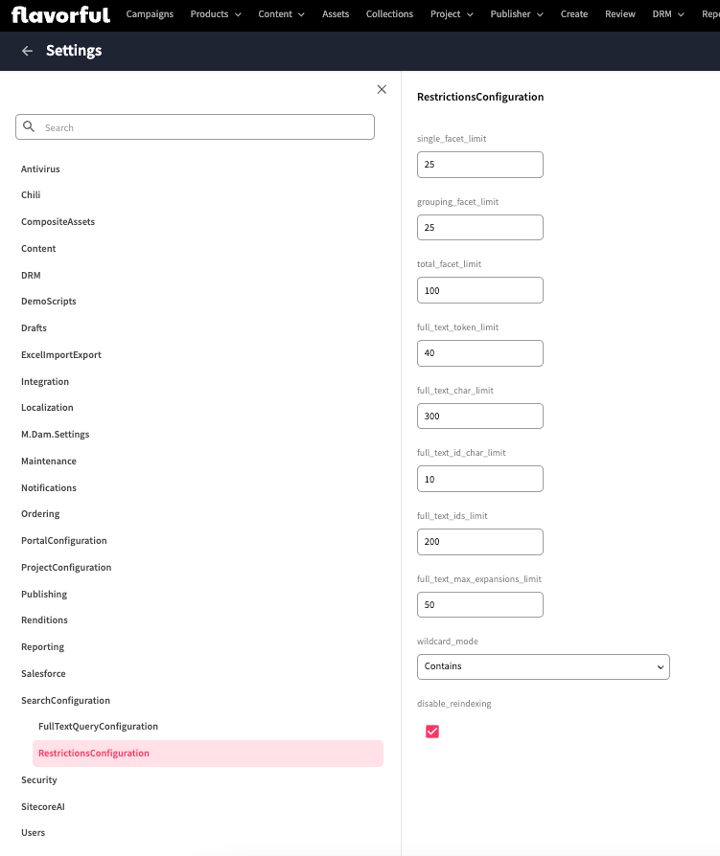 flavorful Campaigns Products Content Assets Collections Project Publisher Create Review DRM Rep
Settings
Search
Antivirus
Chili
CompositeAssets
Content
DRM
DemoScripts
Drafts
ExcelImportExport
Integration
Localization
M.Dam.Settings
Maintenance
Notifications
Ordering
PortalConfiguration
ProjectConfiguration
Publishing
Renditions
Reporting
Salesforce
SearchConfiguration
FullTextQueryConfiguration
RestrictionsConfiguration
Security
SitecoreAI
Users
RestrictionsConfiguration
single_facet_limit
25
grouping_facet_limit
25
total_facet_limit
100
full_text_token_limit
40
full_text_char_limit
300
full_text_id_char_limit
10
full_text_ids_limit
200
full_text_max_expansions_limit
50
wildcard_mode
Contains
disable_reindexing